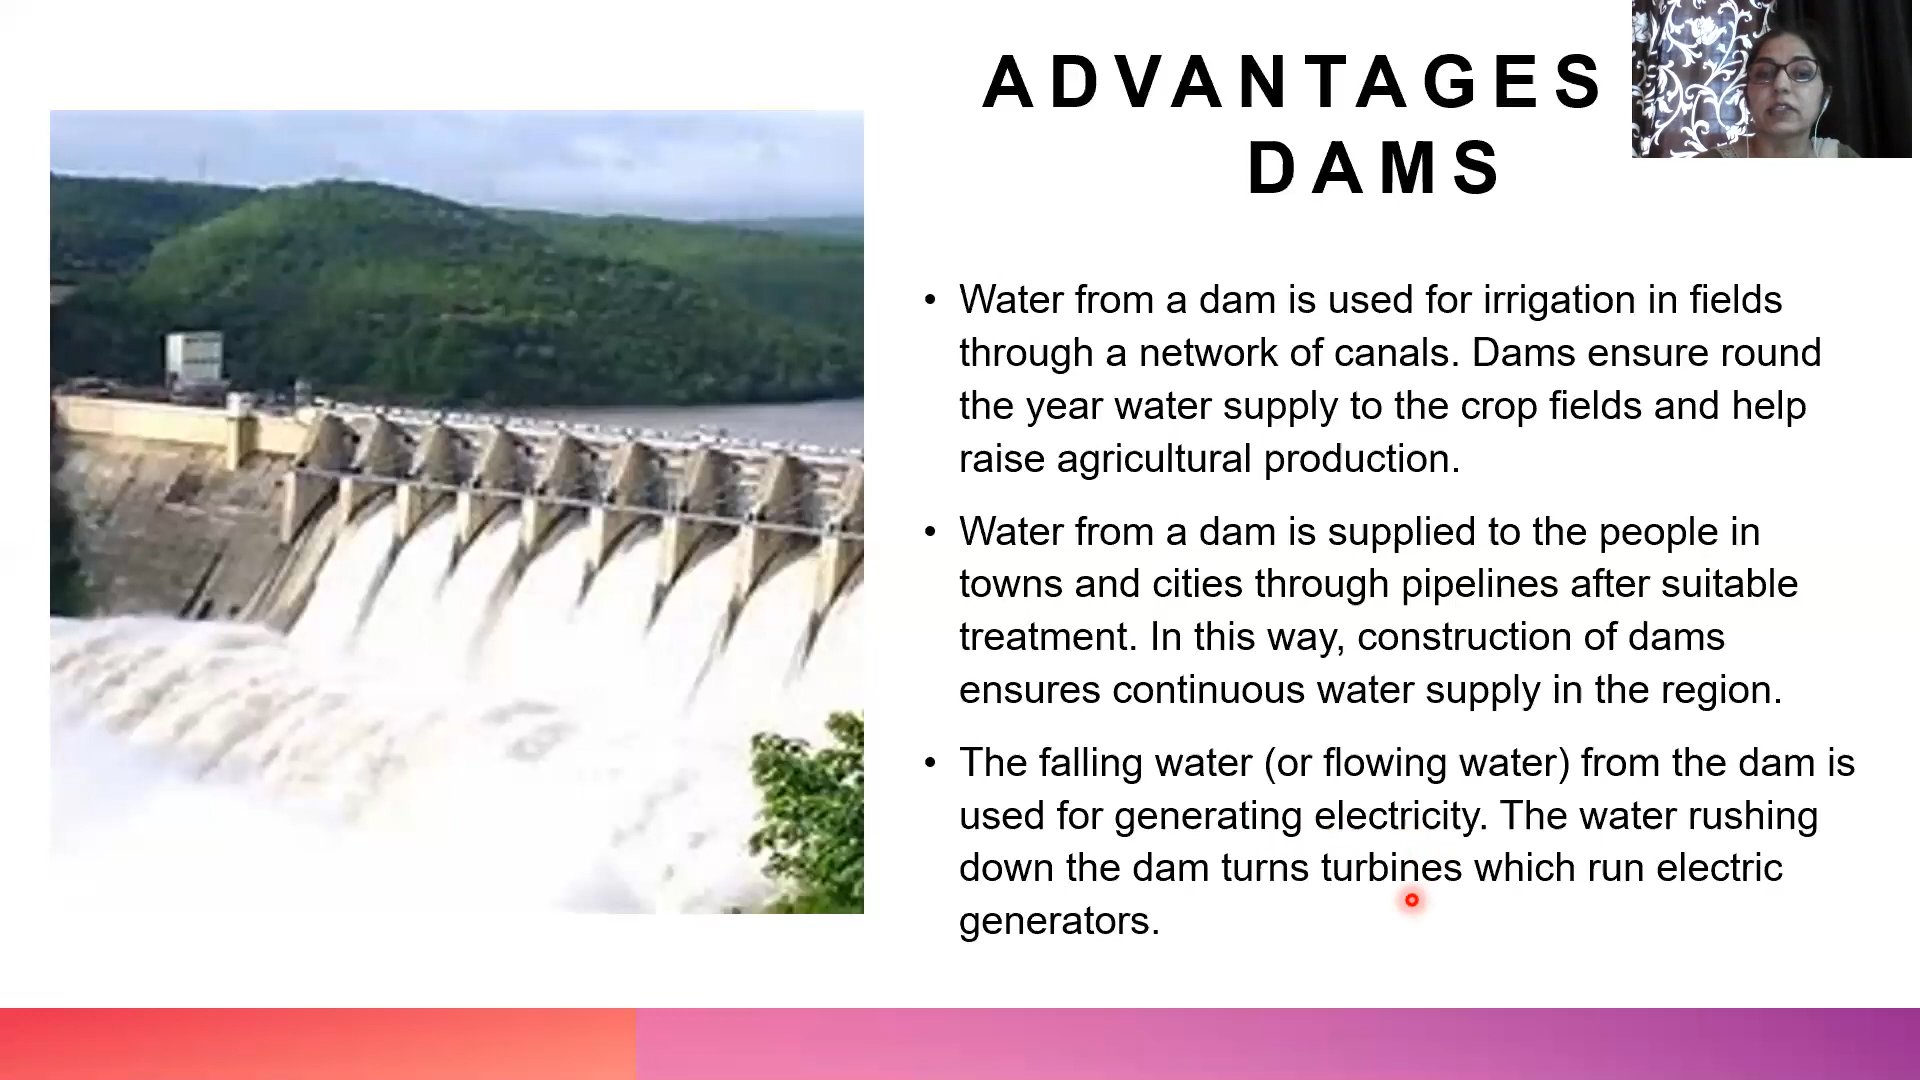 ADVANTAGES
DAMS
• Water from a dam is used for irrigation in fields
through a network of canals. Dams ensure round
the year water supply to the crop fields and help
raise agricultural production.
• Water from a dam is supplied to the people in
towns and cities through pipelines after suitable
treatment. In this way, construction of dams
ensures continuous water supply in the region.
• The falling water (or flowing water) from the dam is
used for generating electricity. The water rushing
down the dam turns turbines which run electric
generators.